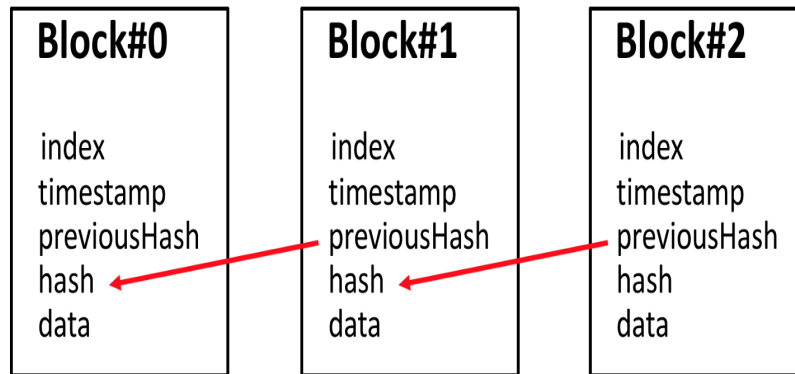 Block#0
index
timestamp
previousHash
hash
data
Block#1
index
timestamp
previousHash
hash
data
Block#2
index
timestamp
previousHash
hash
data